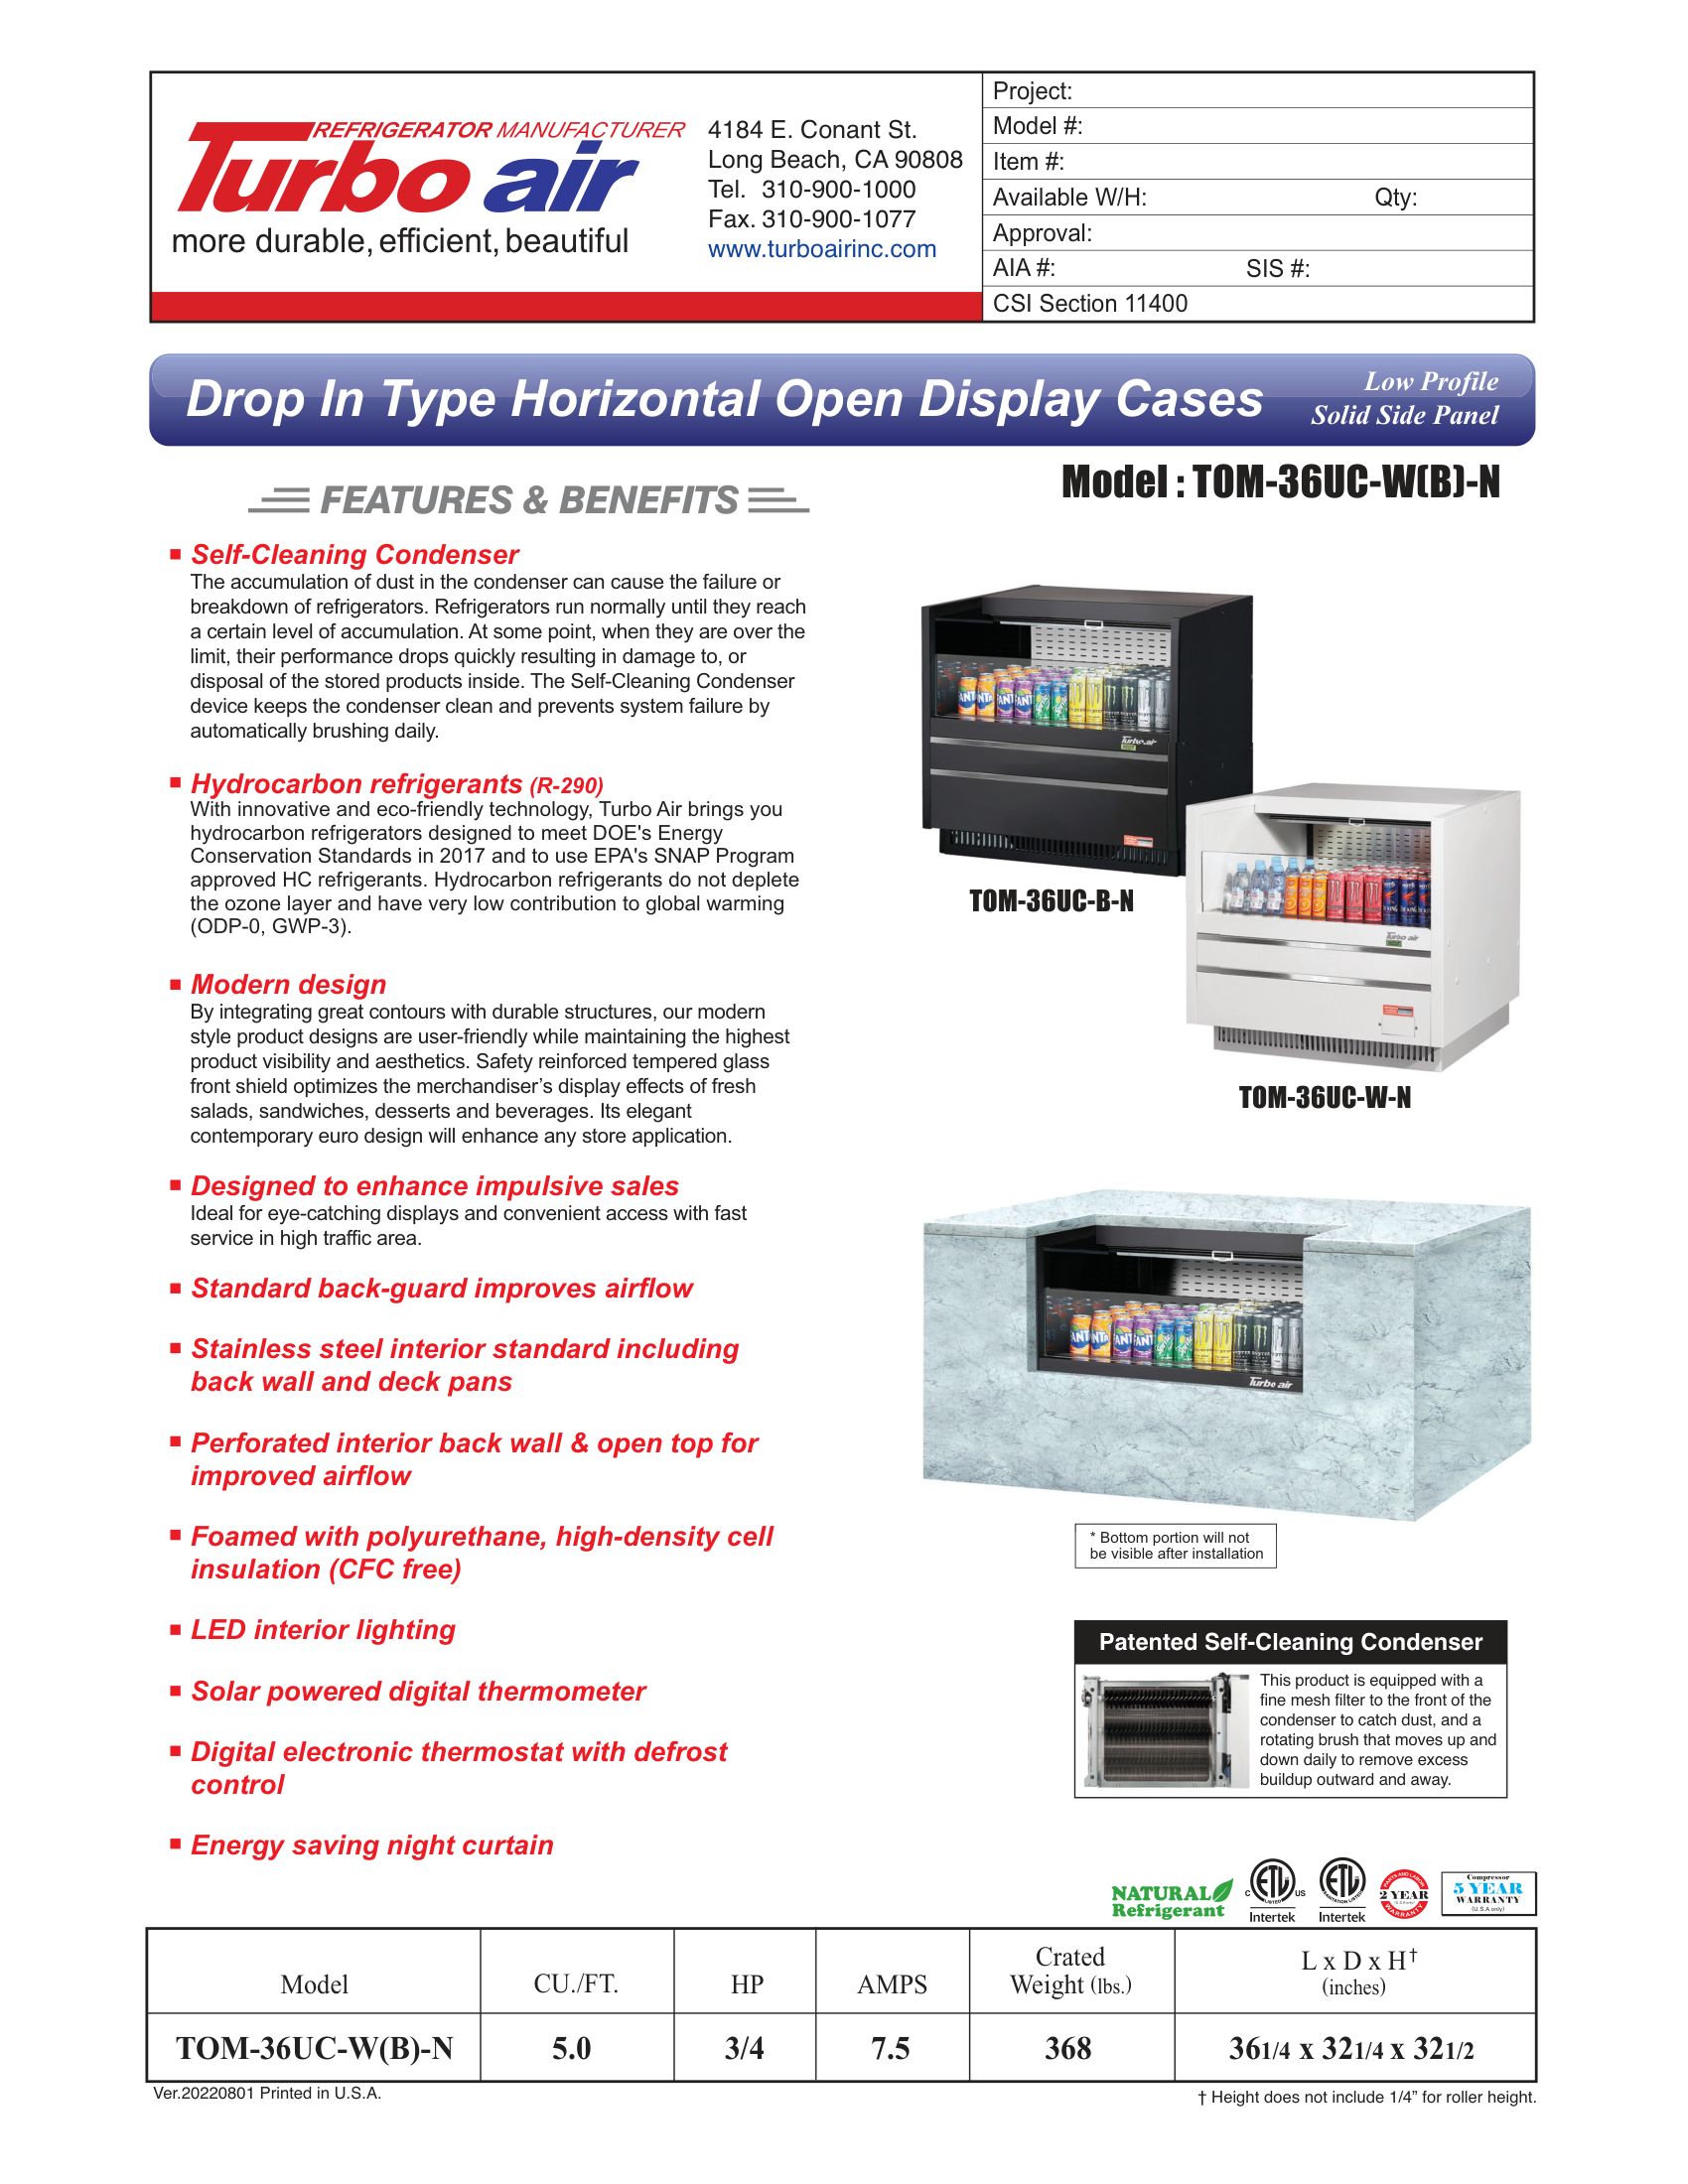 REFRIGERATOR MANUFACTURER
Turbo air
more durable, efficient, beautiful
4184 E. Conant St.
Long Beach, CA 90808
Tel. 310-900-1000
Fax. 310-900-1077
www.turboairinc.com
Project:
Model #:
Item #:
Available W/H: Qty:
Approval:
AIA #: SIS #:
CSI Section 11400
Drop In Type Horizontal Open Display Cases
Low Profile
Solid Side Panel
FEATURES & BENEFITS
Model : TOM-36UC-W(B)-N
■ Self-Cleaning Condenser
The accumulation of dust in the condenser can cause the failure or
breakdown of refrigerators. Refrigerators run normally until they reach
a certain level of accumulation. At some point, when they are over the
limit, their performance drops quickly resulting in damage to, or
disposal of the stored products inside. The Self-Cleaning Condenser
device keeps the condenser clean and prevents system failure by
automatically brushing daily.
■ Hydrocarbon refrigerants (R-290)
With innovative and eco-friendly technology, Turbo Air brings you
hydrocarbon refrigerators designed to meet DOE's Energy
Conservation Standards in 2017 and to use EPA's SNAP Program
approved HC refrigerants. Hydrocarbon refrigerants do not deplete
the ozone layer and have very low contribution to global warming
(ODP-0, GWP-3).
■ Modern design
By integrating great contours with durable structures, our modern
style product designs are user-friendly while maintaining the highest
product visibility and aesthetics. Safety reinforced tempered glass
front shield optimizes the merchandiser’s display effects of fresh
salads, sandwiches, desserts and beverages. Its elegant
contemporary euro design will enhance any store application.
■ Designed to enhance impulsive sales
Ideal for eye-catching displays and convenient access with fast
service in high traffic area.
■ Standard back-guard improves airflow
■ Stainless steel interior standard including
back wall and deck pans
■ Perforated interior back wall & open top for
improved airflow
■ Foamed with polyurethane, high-density cell
insulation (CFC free)
■ LED interior lighting
■ Solar powered digital thermometer
■ Digital electronic thermostat with defrost
control
■ Energy saving night curtain
Turbo air
TOM-36UC-B-N
Turbo air
TOM-36UC-W-N
Turbo air
* Bottom portion will not
be visible after installation
Patented Self-Cleaning Condenser
This product is equipped with a
fine mesh filter to the front of the
condenser to catch dust, and a
rotating brush that moves up and
down daily to remove excess
buildup outward and away.
NATURAL
Refrigerant
C ETL US
LISTED
Intertek
ETL
SANITATION LISTED
Intertek
PARTS AND LABOR
2 YEAR
WARRANTY
Compressor
5 YEAR
WARRANTY
(U.S.A only)
Model CU./FT. HP AMPS Crated Weight (lbs.) L x D x H† (inches)
TOM-36UC-W(B)-N 5.0 3/4 7.5 368 361/4 x 321/4 x 321/2
Ver.20220801 Printed in U.S.A.
† Height does not include 1/4” for roller height.